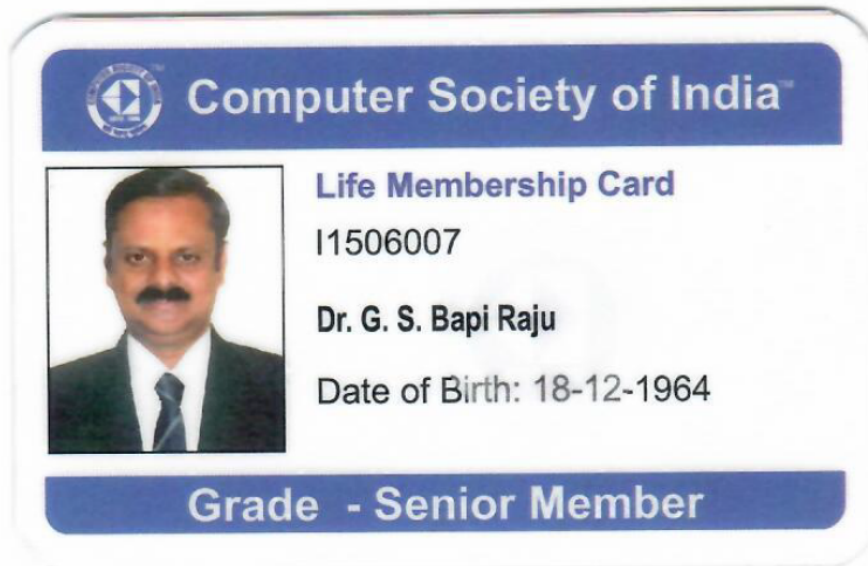 Computer Society of India™
Life Membership Card
I1506007
Dr. G. S. Bapi Raju
Date of Birth: 18-12-1964
Grade - Senior Member